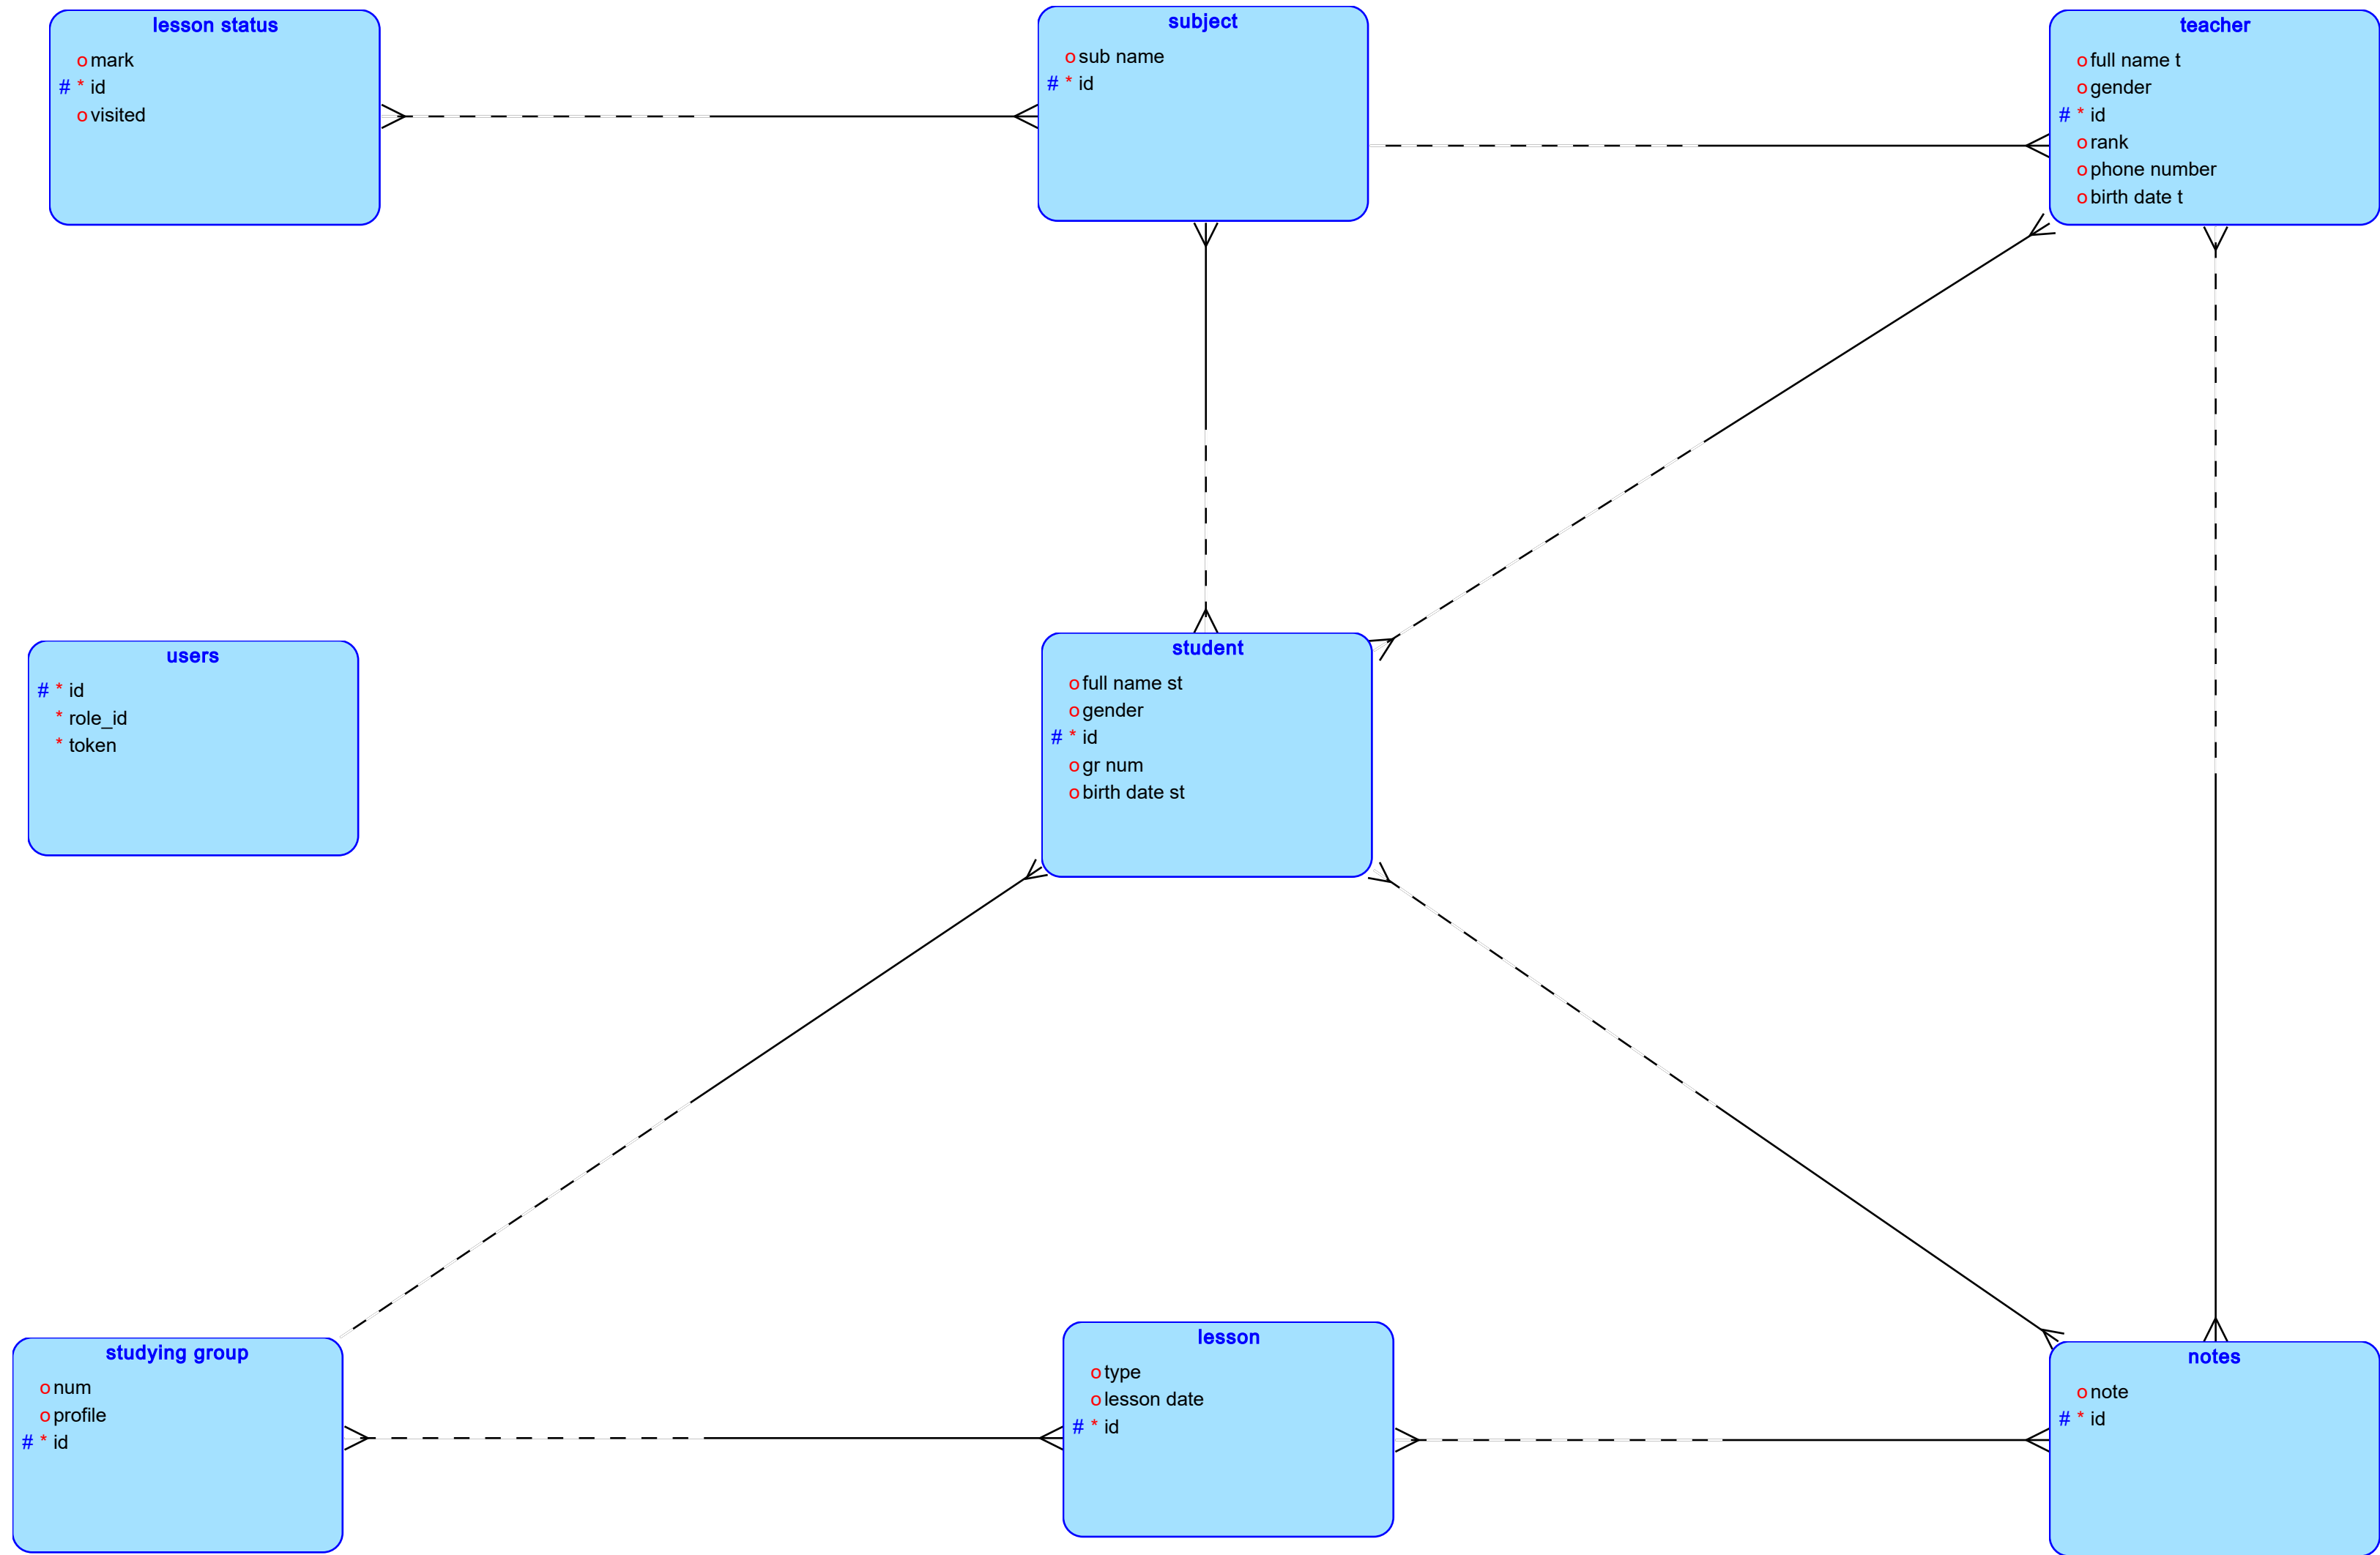 lesson status
o mark
# * id
o visited
subject
o sub name
# * id
teacher
o full name t
o gender
# * id
o rank
o phone number
o birth date t
users
# * id
* role_id
* token
student
o full name st
o gender
# * id
o gr num
o birth date st
studying group
o num
o profile
# * id
lesson
o type
o lesson date
# * id
notes
o note
# * id